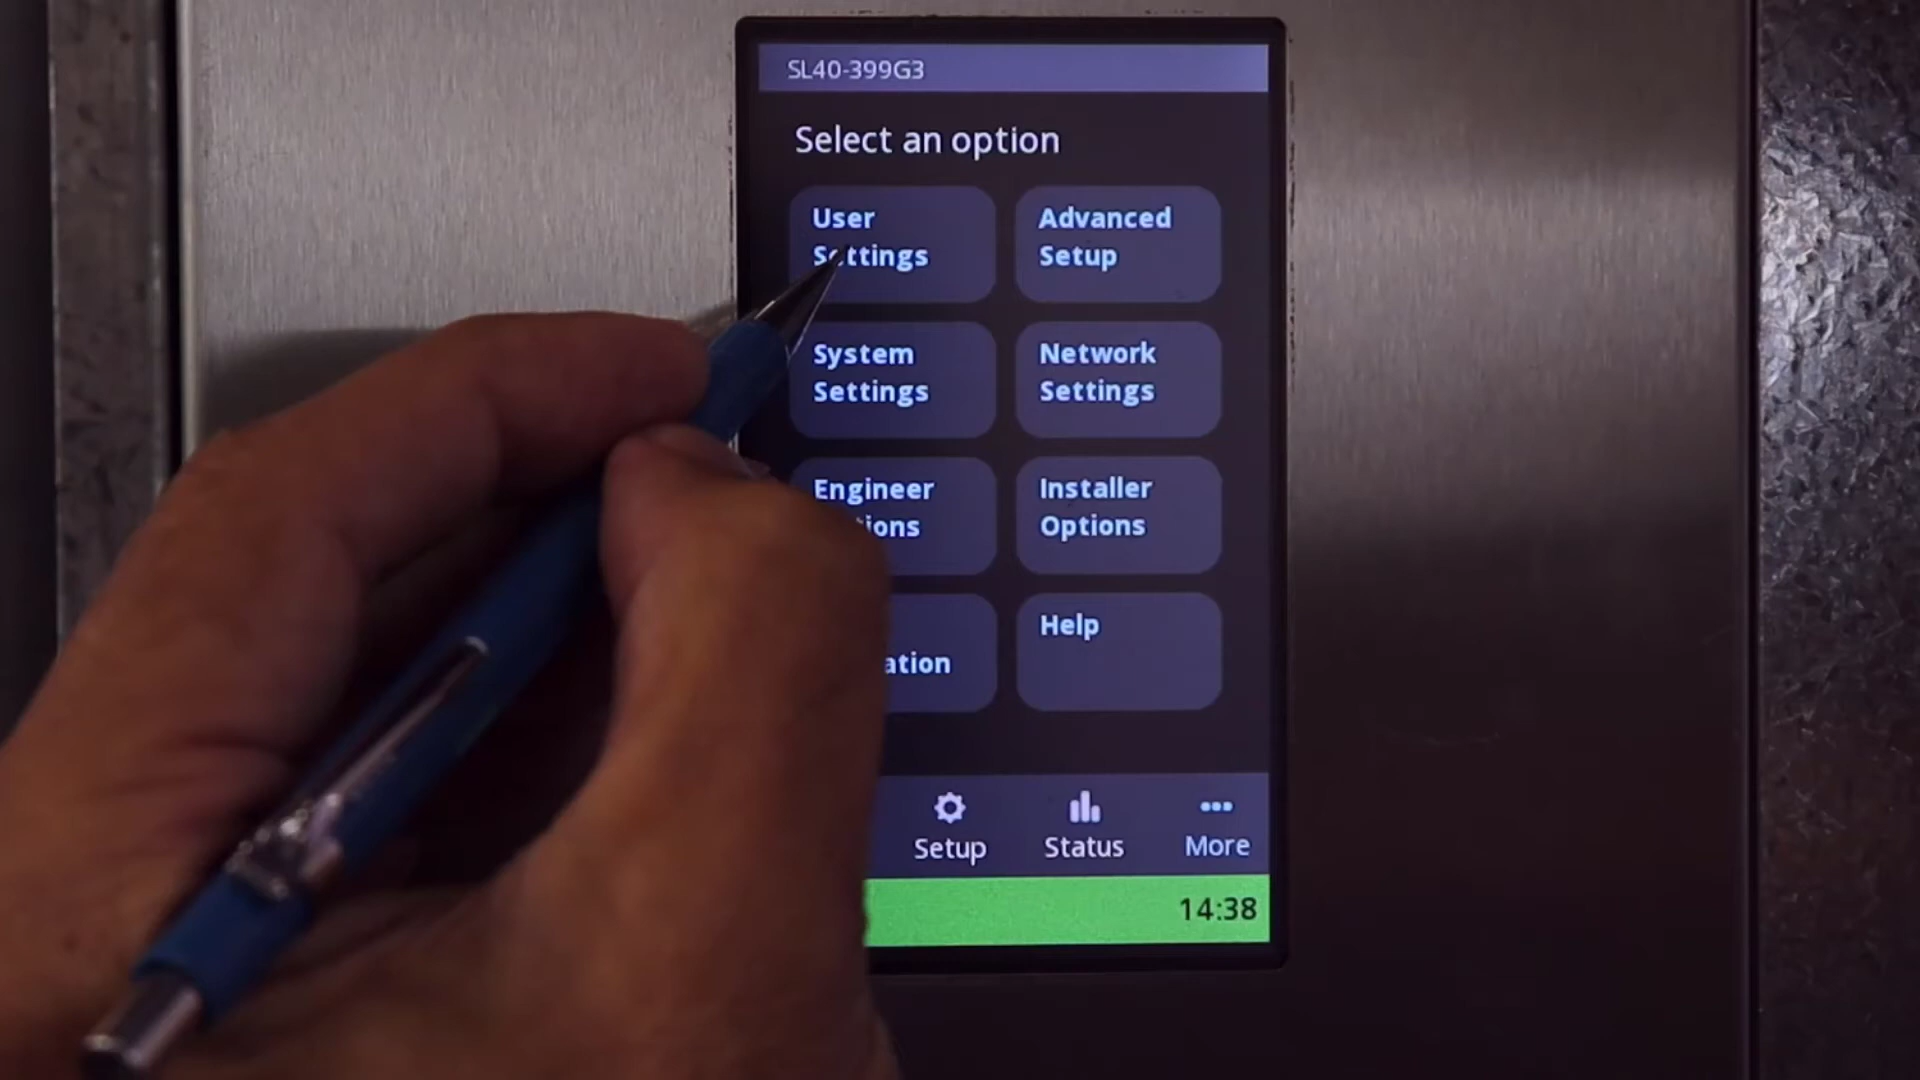 SL40-399G3
Select an option
User
Settings
Advanced
Setup
System
Settings
Network
Settings
Engineer
Installer
Options
Help
Setup
Status
More
14:38